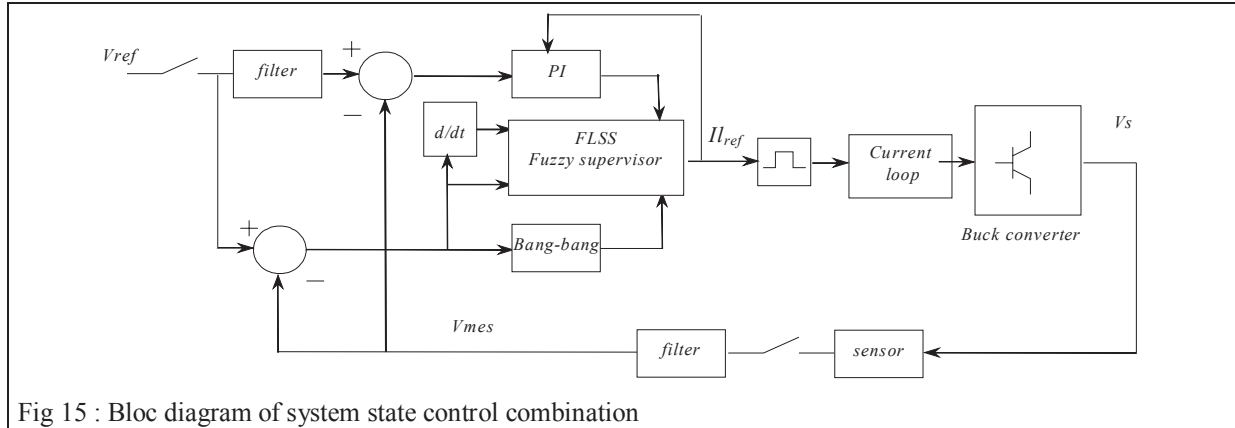 Vref
+
filter
−
PI
d/dt
FLSS
Fuzzy supervisor
Il_ref
Current
loop
Vs
Buck converter
+
−
Bang-bang
Vmes
filter
sensor
Fig 15 : Bloc diagram of system state control combination